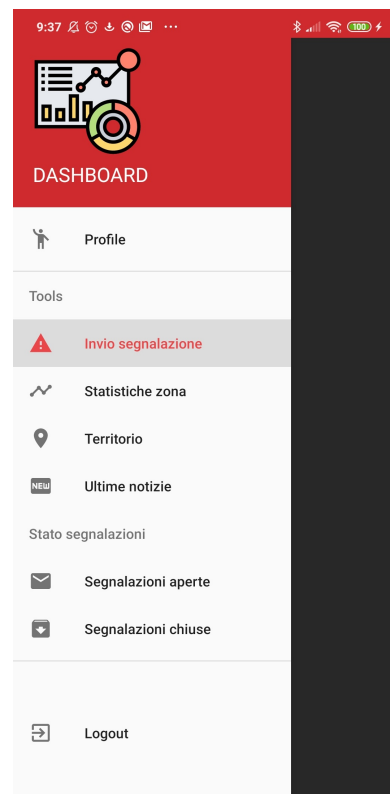 9:37 ... 100
DASHBOARD
Profile
Tools
Invio segnalazione
Statistiche zona
Territorio
NEW
Ultime notizie
Stato segnalazioni
Segnalazioni aperte
Segnalazioni chiuse
Logout